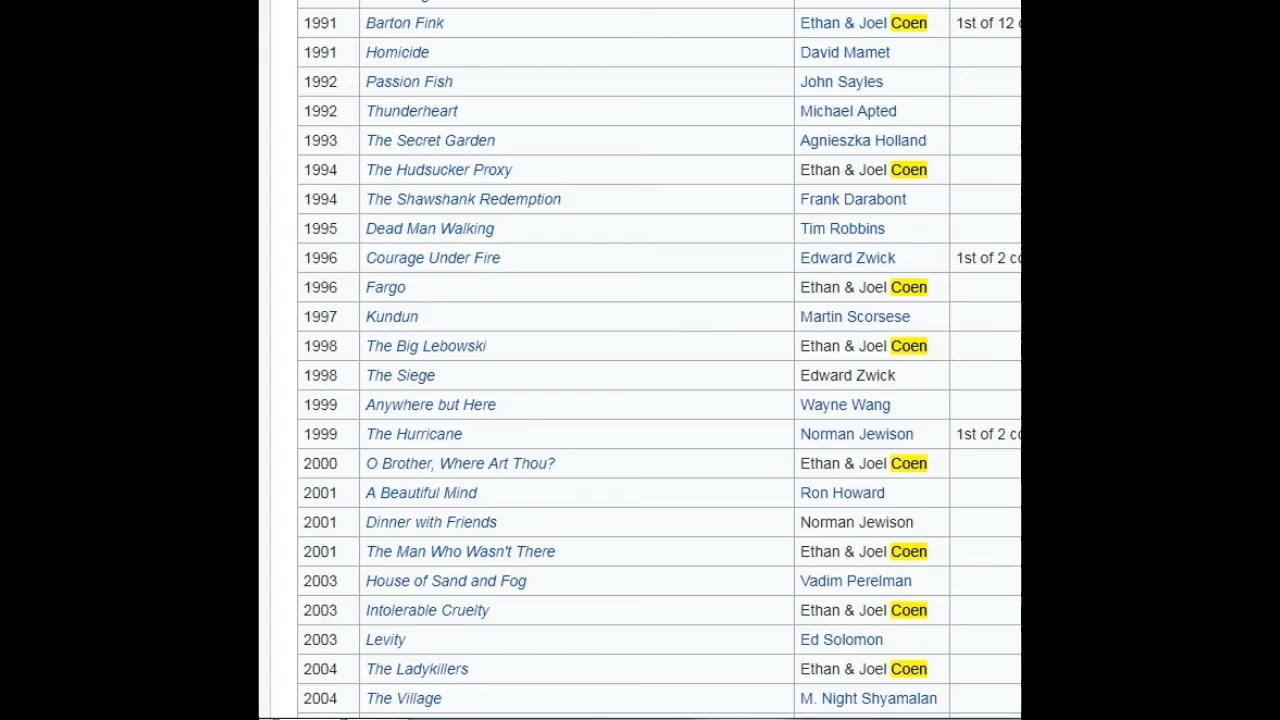 1991 Barton Fink Ethan & Joel Coen 1st of 12
1991 Homicide David Mamet
1992 Passion Fish John Sayles
1992 Thunderheart Michael Apted
1993 The Secret Garden Agnieszka Holland
1994 The Hudsucker Proxy Ethan & Joel Coen
1994 The Shawshank Redemption Frank Darabont
1995 Dead Man Walking Tim Robbins
1996 Courage Under Fire Edward Zwick 1st of 2
1996 Fargo Ethan & Joel Coen
1997 Kundun Martin Scorsese
1998 The Big Lebowski Ethan & Joel Coen
1998 The Siege Edward Zwick
1999 Anywhere but Here Wayne Wang
1999 The Hurricane Norman Jewison 1st of 2
2000 O Brother, Where Art Thou? Ethan & Joel Coen
2001 A Beautiful Mind Ron Howard
2001 Dinner with Friends Norman Jewison
2001 The Man Who Wasn't There Ethan & Joel Coen
2003 House of Sand and Fog Vadim Perelman
2003 Intolerable Cruelty Ethan & Joel Coen
2003 Levity Ed Solomon
2004 The Ladykillers Ethan & Joel Coen
2004 The Village M. Night Shyamalan